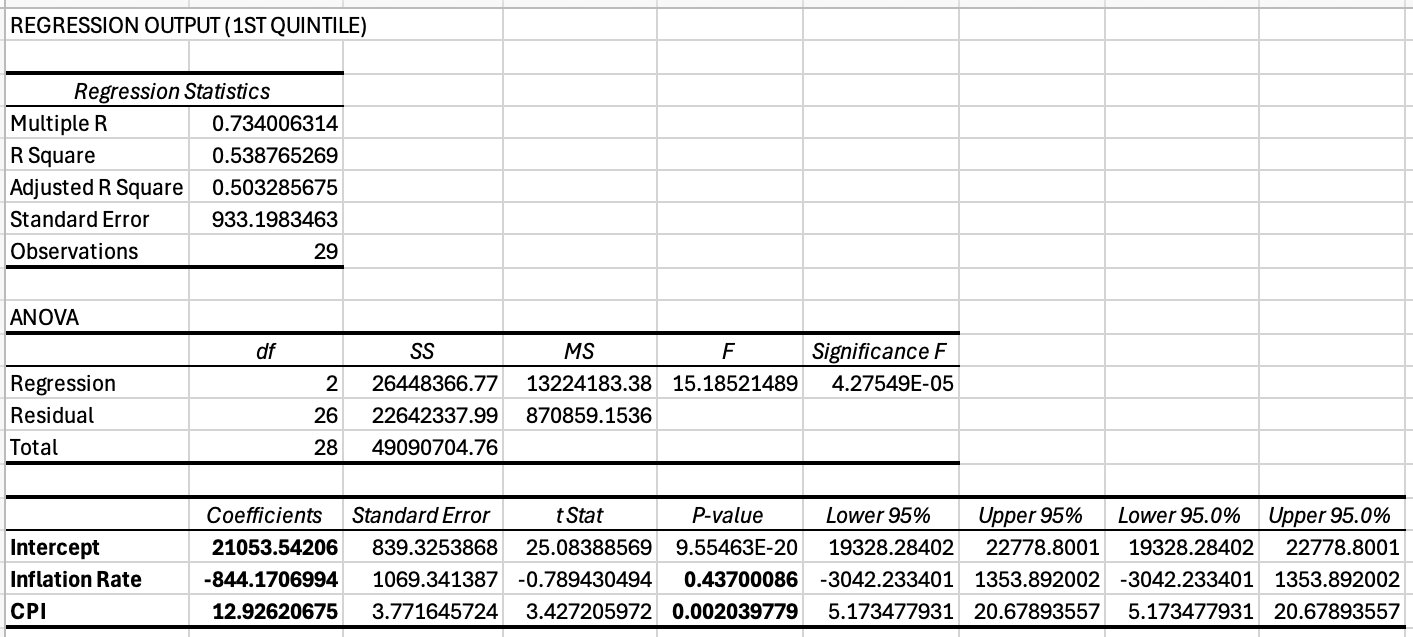 REGRESSION OUTPUT (1ST QUINTILE)
Regression Statistics
Multiple R 0.734006314
R Square 0.538765269
Adjusted R Square 0.503285675
Standard Error 933.1983463
Observations 29
ANOVA
df SS MS F Significance F
Regression 2 26448366.77 13224183.38 15.18521489 4.27549E-05
Residual 26 22642337.99 870859.1536
Total 28 49090704.76
Coefficients Standard Error t Stat P-value Lower 95% Upper 95% Lower 95.0% Upper 95.0%
Intercept 21053.54206 839.3253868 25.08388569 9.55463E-20 19328.28402 22778.8001 19328.28402 22778.8001
Inflation Rate -844.1706994 1069.341387 -0.789430494 0.43700086 -3042.233401 1353.892002 -3042.233401 1353.892002
CPI 12.92620675 3.771645724 3.427205972 0.002039779 5.173477931 20.67893557 5.173477931 20.67893557